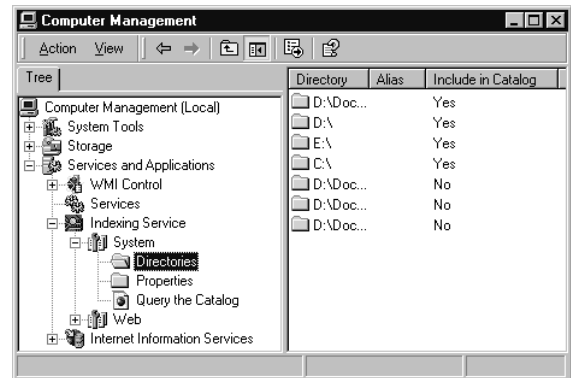 Computer Management
Action View
Tree
Computer Management (Local)
System Tools
Storage
Services and Applications
WMI Control
Services
Indexing Service
System
Directories
Properties
Query the Catalog
Web
Internet Information Services
Directory Alias Include in Catalog
D:\Doc... Yes
D:\ Yes
E:\ Yes
C:\ Yes
D:\Doc... No
D:\Doc... No
D:\Doc... No